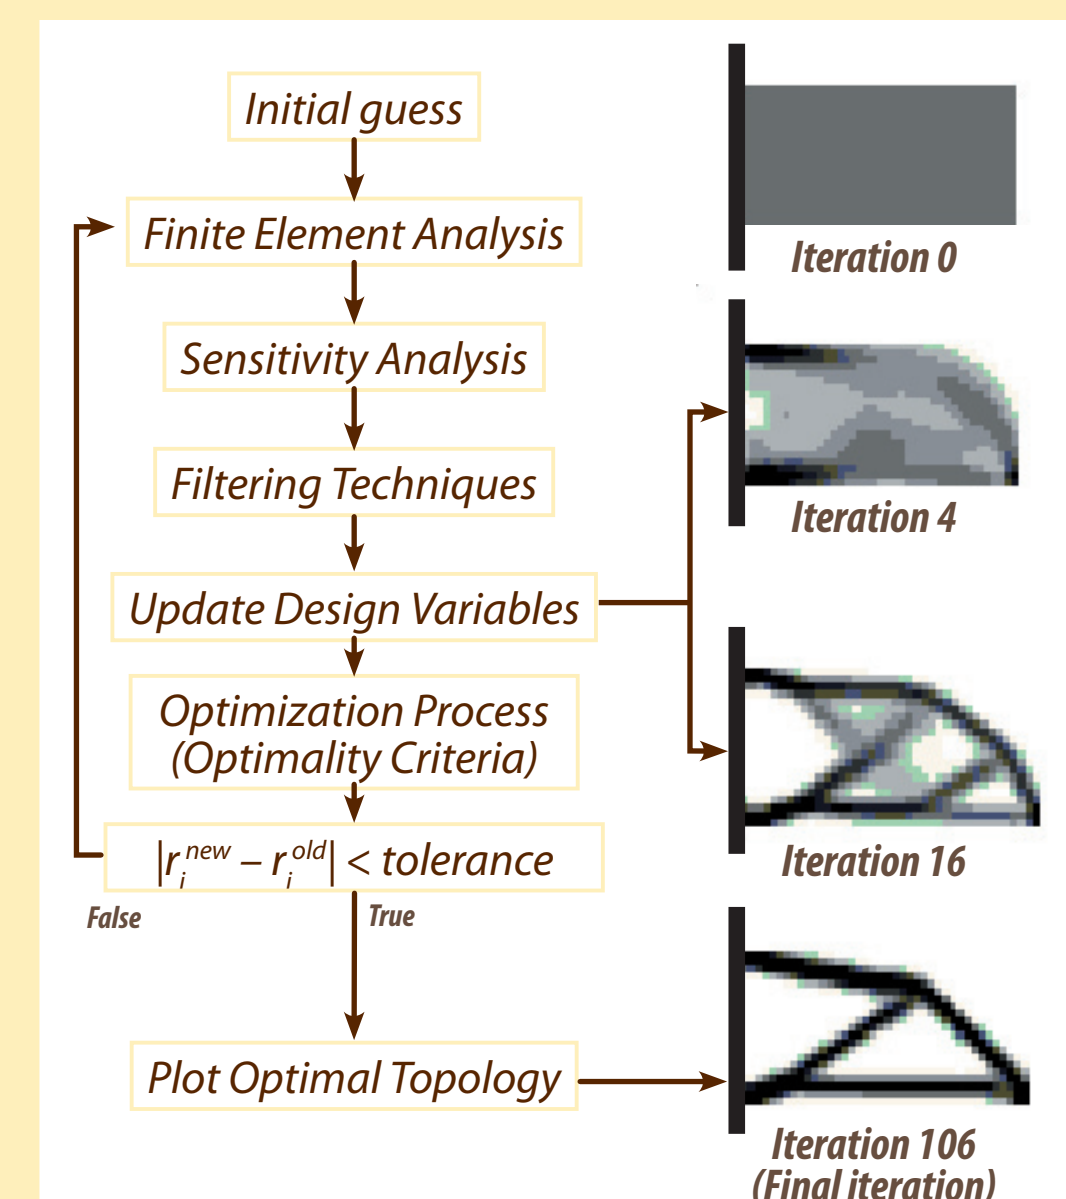 Initial guess
Finite Element Analysis
Sensitivity Analysis
Filtering Techniques
Update Design Variables
Optimization Process
(Optimality Criteria)
|r_i^new – r_i^old| < tolerance
False
True
Plot Optimal Topology
Iteration 0
Iteration 4
Iteration 16
Iteration 106
(Final iteration)